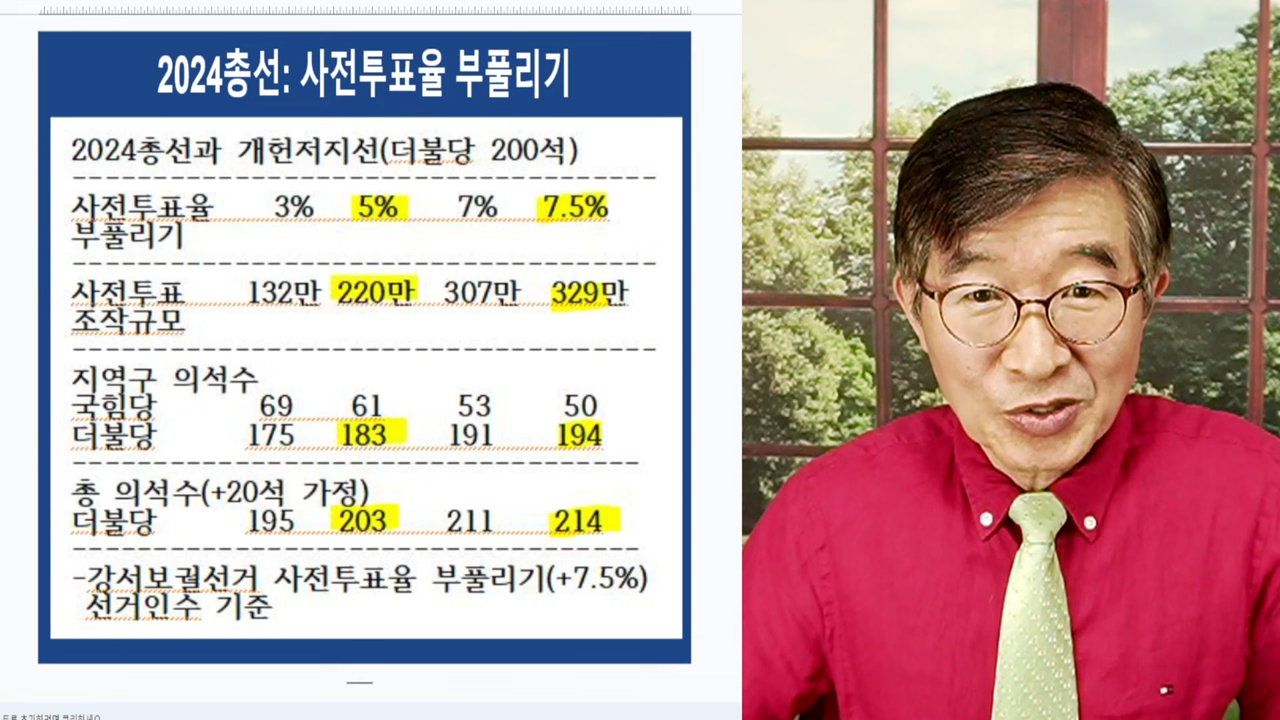 2024총선: 사전투표율 부풀리기
2024총선과 개헌저지선(더불당 200석)
사전투표율 3% 5% 7% 7.5%
부풀리기
사전투표 132만 220만 307만 329만
조작규모
지역구 의석수
국힘당 69 61 53 50
더불당 175 183 191 194
총 의석수(+20석 가정)
더불당 195 203 211 214
-강서보궐선거 사전투표율 부풀리기(+7.5%)
선거인수 기준